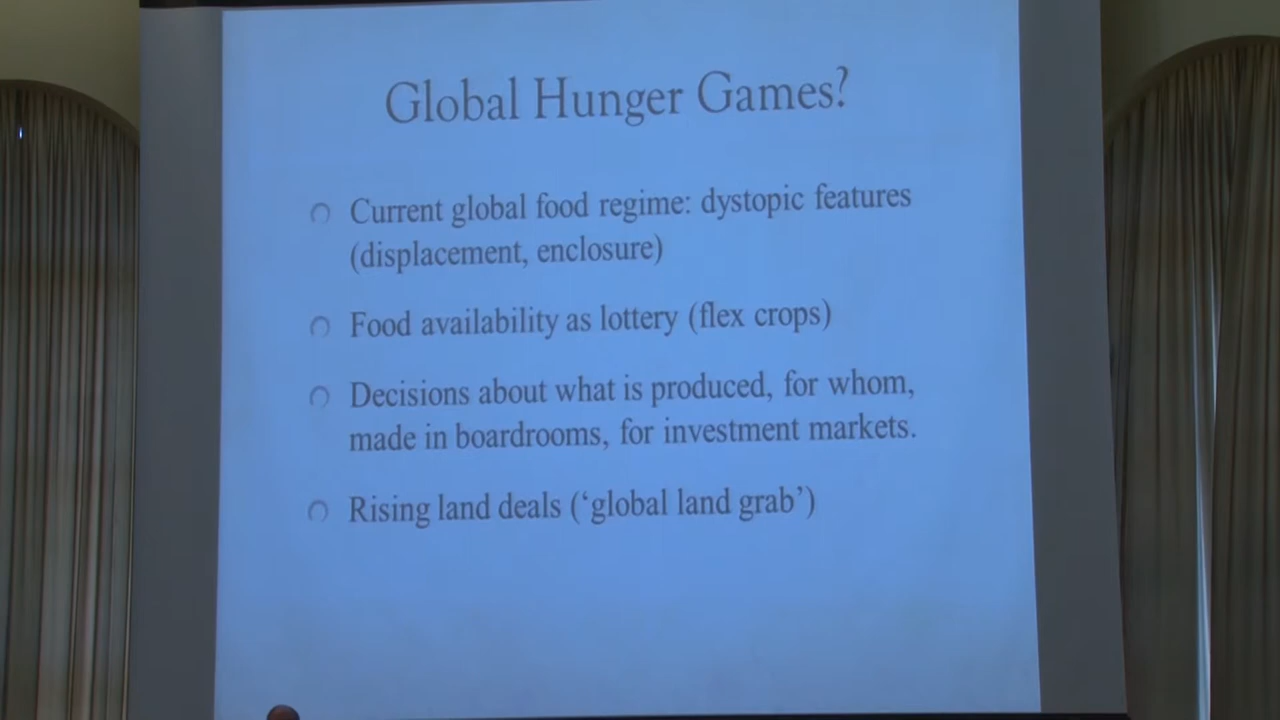 Global Hunger Games?
Current global food regime: dystopic features
(displacement, enclosure)
Food availability as lottery (flex crops)
Decisions about what is produced, for whom,
made in boardrooms, for investment markets.
Rising land deals (‘global land grab’)